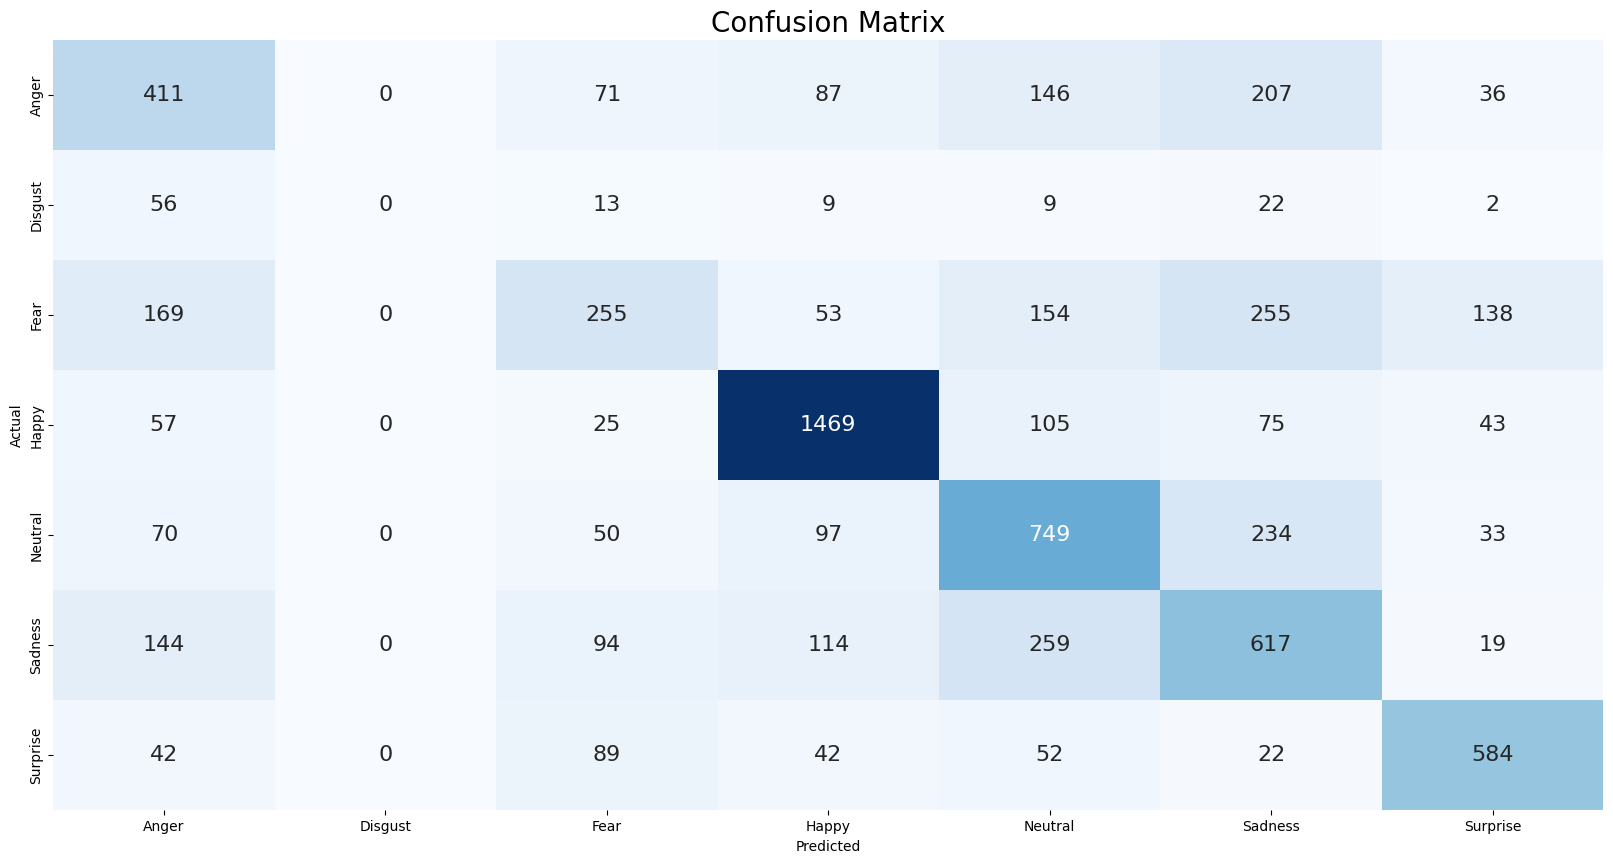 Confusion Matrix
Actual
Anger 411 0 71 87 146 207 36
Disgust 56 0 13 9 9 22 2
Fear 169 0 255 53 154 255 138
Happy 57 0 25 1469 105 75 43
Neutral 70 0 50 97 749 234 33
Sadness 144 0 94 114 259 617 19
Surprise 42 0 89 42 52 22 584
Anger Disgust Fear Happy Neutral Sadness Surprise
Predicted